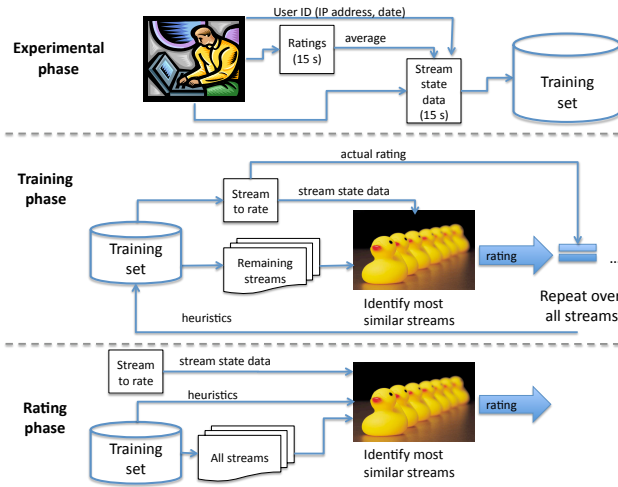 User ID (IP address, date)
Experimental
phase
Ratings
(15 s)
average
Stream
state
data
(15 s)
Training
set
actual rating
Training
phase
Stream
to rate
stream state data
Training
set
Remaining
streams
rating
...
Identify most
similar streams
Repeat over
all streams
heuristics
Stream
to rate
stream state data
heuristics
Rating
phase
rating
Training
set
All streams
Identify most
similar streams